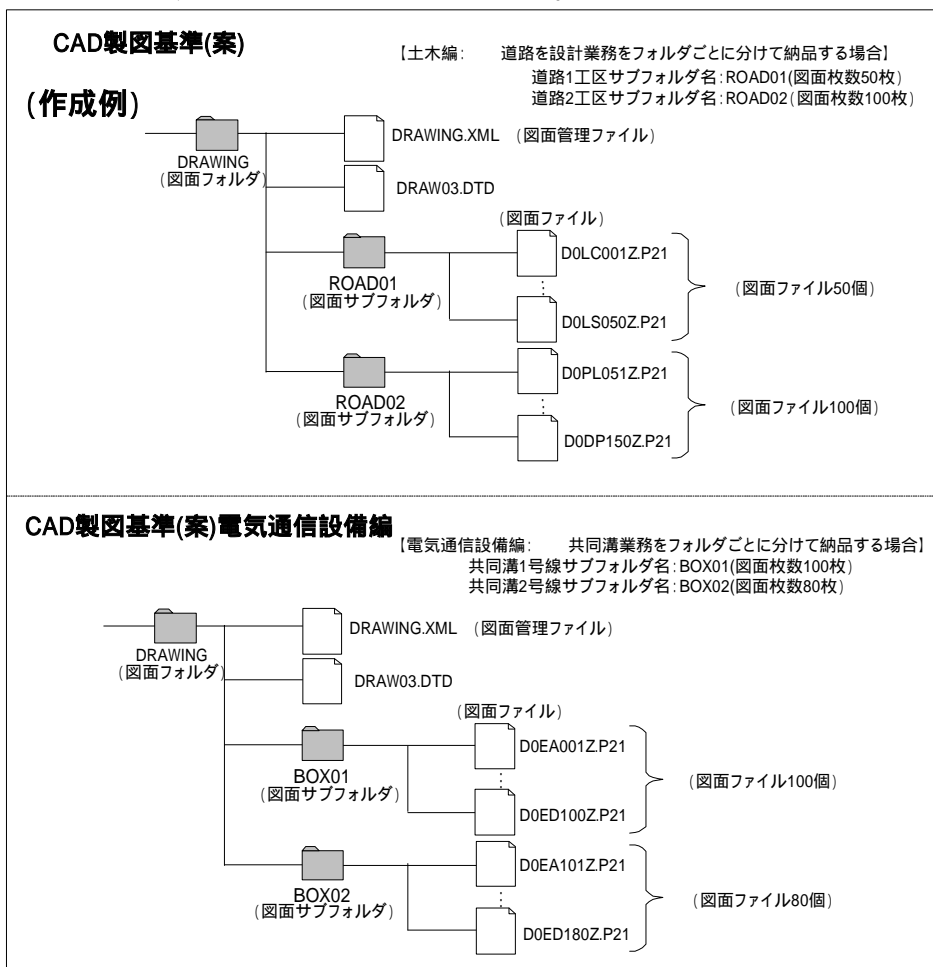 CAD製図基準(案)
(作成例)
【土木編: 道路を設計業務をフォルダごとに分けて納品する場合】
道路1工区サブフォルダ名:ROAD01(図面枚数50枚)
道路2工区サブフォルダ名:ROAD02(図面枚数100枚)
DRAWING
(図面フォルダ)
DRAWING.XML (図面管理ファイル)
DRAW03.DTD
(図面ファイル)
ROAD01
(図面サブフォルダ)
D0LC001Z.P21
D0LS050Z.P21
(図面ファイル50個)
ROAD02
(図面サブフォルダ)
D0PL051Z.P21
D0DP150Z.P21
(図面ファイル100個)
CAD製図基準(案)電気通信設備編
【電気通信設備編: 共同溝業務をフォルダごとに分けて納品する場合】
共同溝1号線サブフォルダ名:BOX01(図面枚数100枚)
共同溝2号線サブフォルダ名:BOX02(図面枚数80枚)
DRAWING
(図面フォルダ)
DRAWING.XML (図面管理ファイル)
DRAW03.DTD
(図面ファイル)
BOX01
(図面サブフォルダ)
D0EA001Z.P21
D0ED100Z.P21
(図面ファイル100個)
BOX02
(図面サブフォルダ)
D0EA101Z.P21
D0ED180Z.P21
(図面ファイル80個)